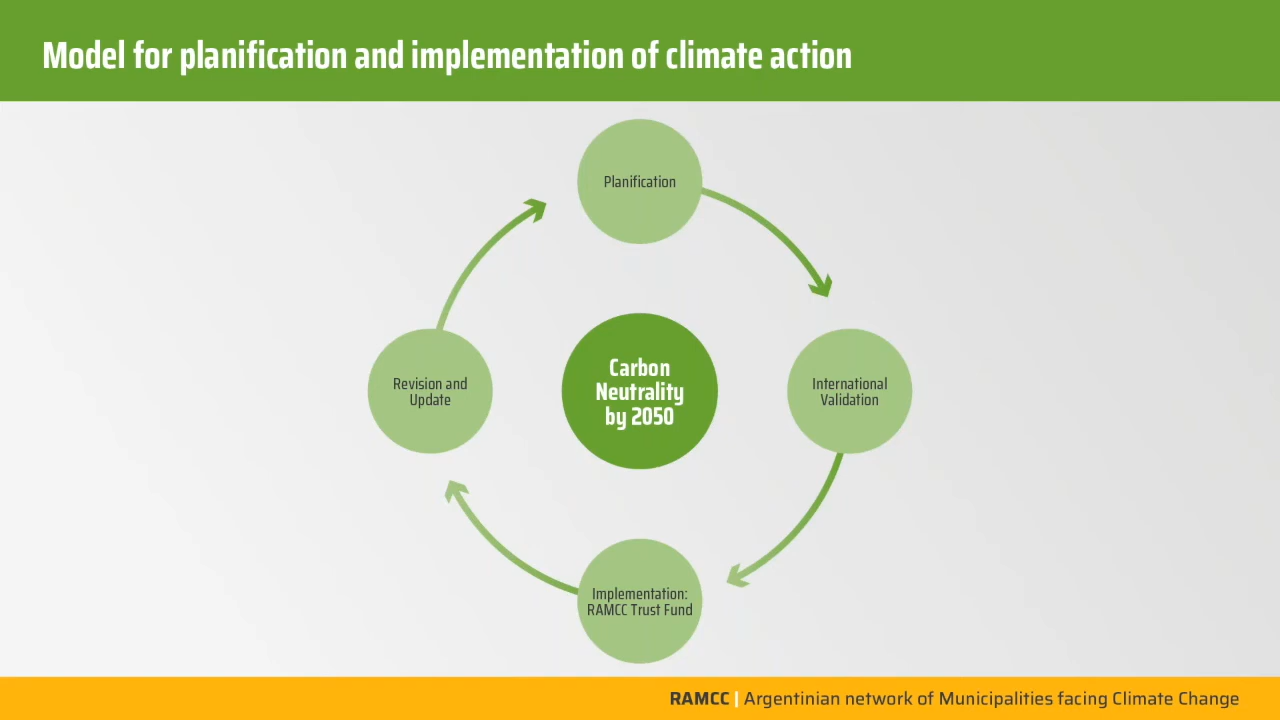 Model for planification and implementation of climate action
Planification
International
Validation
Implementation:
RAMCC Trust Fund
Revision and
Update
Carbon
Neutrality
by 2050
RAMCC | Argentinian network of Municipalities facing Climate Change